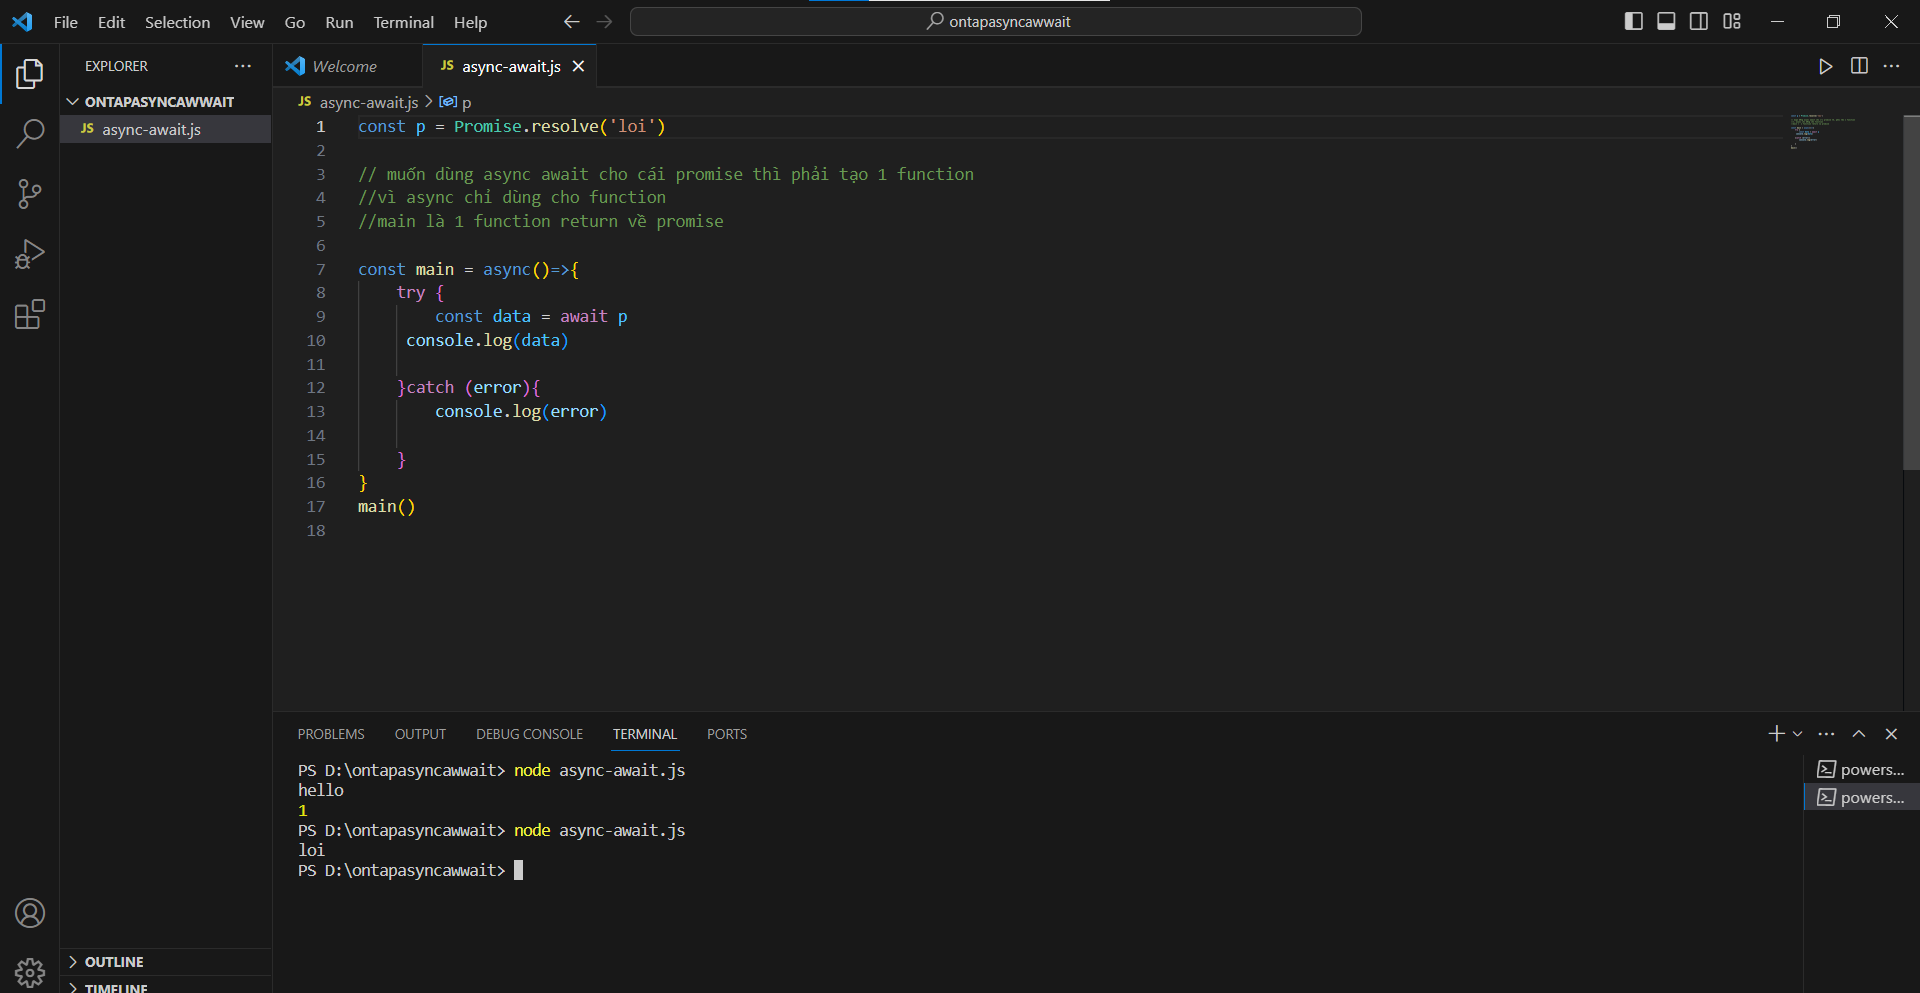 File Edit Selection View Go Run Terminal Help
ontapasyncawwait
EXPLORER
ONTAPASYNCAWWAIT
JS async-await.js
OUTLINE
TIMELINE
Welcome
JS async-await.js
JS async-await.js > p
1 const p = Promise.resolve('loi')
2
3 // muốn dùng async await cho cái promise thì phải tạo 1 function
4 //vì async chỉ dùng cho function
5 //main là 1 function return về promise
6
7 const main = async()=>{
8 try {
9 const data = await p
10 console.log(data)
11
12 }catch (error){
13 console.log(error)
14
15 }
16 }
17 main()
18
PROBLEMS OUTPUT DEBUG CONSOLE TERMINAL PORTS
PS D:\ontapasyncawwait> node async-await.js
hello
1
PS D:\ontapasyncawwait> node async-await.js
loi
PS D:\ontapasyncawwait>
powers...
powers...